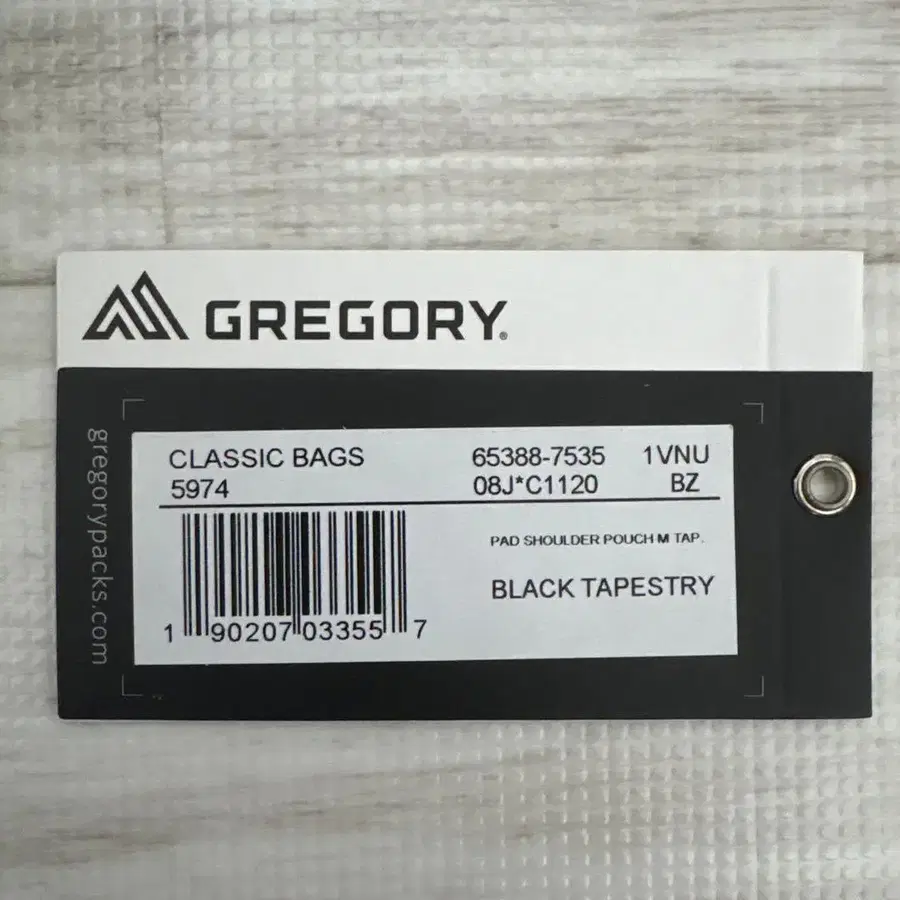 GREGORY®
gregorypacks.com
CLASSIC BAGS 65388-7535 1VNU
5974 08J*C1120 BZ
PAD SHOULDER POUCH M TAP.
BLACK TAPESTRY
1 90207 03355 7